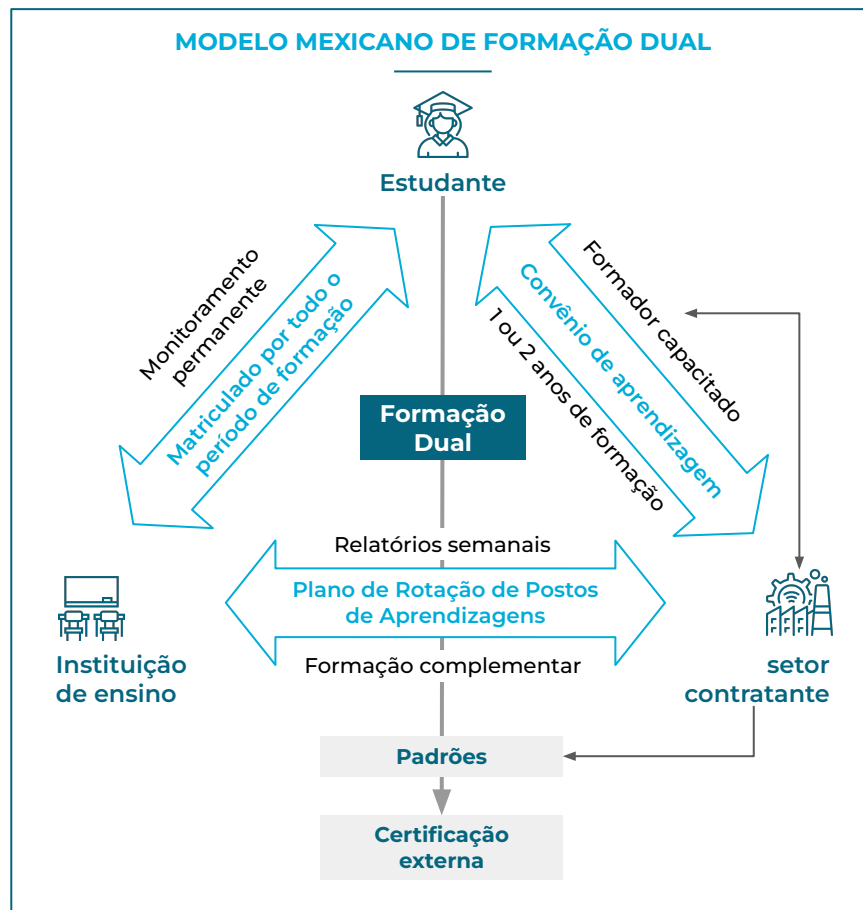 MODELO MEXICANO DE FORMAÇÃO DUAL
Estudante
Monitoramento
permanente
Matriculado por todo o
período de formação
Formador capacitado
Convênio de aprendizagem
1 ou 2 anos de formação
Formação
Dual
Relatórios semanais
Plano de Rotação de Postos
de Aprendizagens
Formação complementar
Instituição
de ensino
setor
contratante
Padrões
Certificação
externa